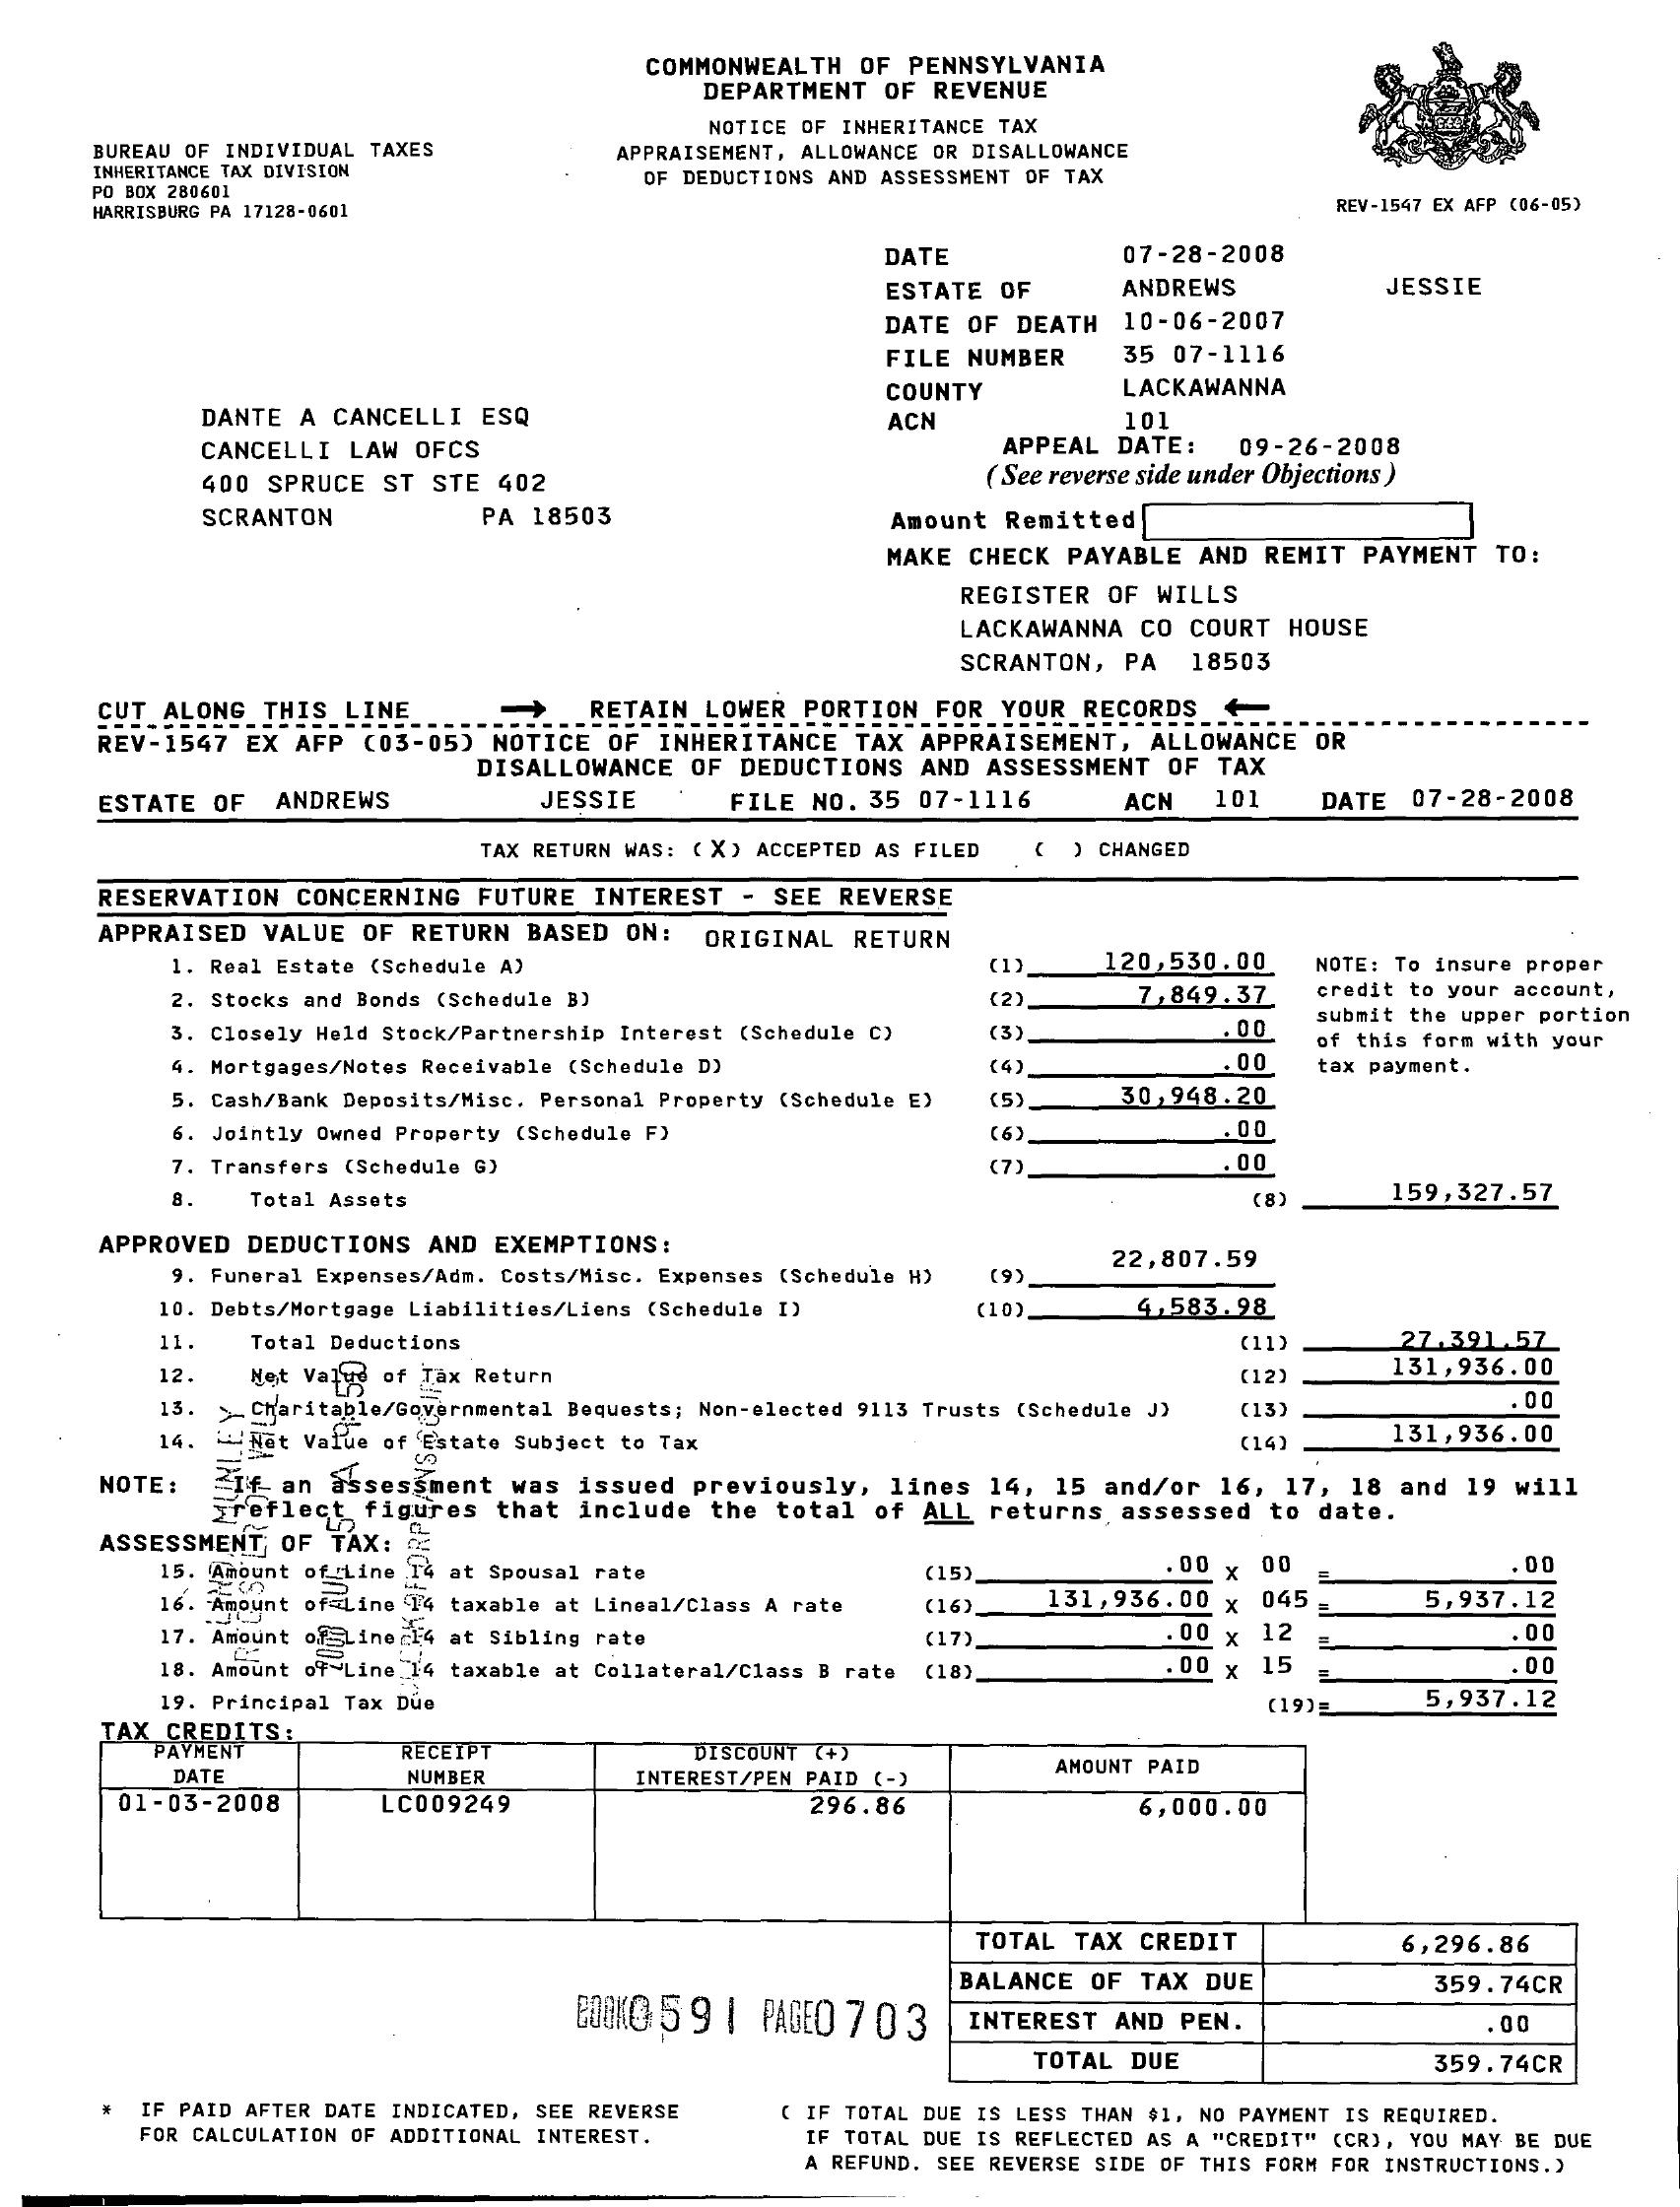 COMMONWEALTH OF PENNSYLVANIA
DEPARTMENT OF REVENUE
NOTICE OF INHERITANCE TAX
APPRAISEMENT, ALLOWANCE OR DISALLOWANCE
OF DEDUCTIONS AND ASSESSMENT OF TAX
BUREAU OF INDIVIDUAL TAXES
INHERITANCE TAX DIVISION
PO BOX 280601
HARRISBURG PA 17128-0601
REV-1547 EX AFP (06-05)
DATE 07-28-2008
ESTATE OF ANDREWS JESSIE
DATE OF DEATH 10-06-2007
FILE NUMBER 35 07-1116
COUNTY LACKAWANNA
ACN 101
APPEAL DATE: 09-26-2008
(See reverse side under Objections)
DANTE A CANCELLI ESQ
CANCELLI LAW OFCS
400 SPRUCE ST STE 402
SCRANTON PA 18503
Amount Remitted
MAKE CHECK PAYABLE AND REMIT PAYMENT TO:
REGISTER OF WILLS
LACKAWANNA CO COURT HOUSE
SCRANTON, PA 18503
CUT ALONG THIS LINE → RETAIN LOWER PORTION FOR YOUR RECORDS ←
REV-1547 EX AFP (03-05) NOTICE OF INHERITANCE TAX APPRAISEMENT, ALLOWANCE OR
DISALLOWANCE OF DEDUCTIONS AND ASSESSMENT OF TAX
ESTATE OF ANDREWS JESSIE FILE NO. 35 07-1116 ACN 101 DATE 07-28-2008
TAX RETURN WAS: (X) ACCEPTED AS FILED ( ) CHANGED
RESERVATION CONCERNING FUTURE INTEREST - SEE REVERSE
APPRAISED VALUE OF RETURN BASED ON: ORIGINAL RETURN
1. Real Estate (Schedule A) (1) 120,530.00
2. Stocks and Bonds (Schedule B) (2) 7,849.37
3. Closely Held Stock/Partnership Interest (Schedule C) (3) .00
4. Mortgages/Notes Receivable (Schedule D) (4) .00
5. Cash/Bank Deposits/Misc. Personal Property (Schedule E) (5) 30,948.20
6. Jointly Owned Property (Schedule F) (6) .00
7. Transfers (Schedule G) (7) .00
8. Total Assets (8) 159,327.57
NOTE: To insure proper
credit to your account,
submit the upper portion
of this form with your
tax payment.
APPROVED DEDUCTIONS AND EXEMPTIONS:
9. Funeral Expenses/Adm. Costs/Misc. Expenses (Schedule H) (9) 22,807.59
10. Debts/Mortgage Liabilities/Liens (Schedule I) (10) 4,583.98
11. Total Deductions (11) 27,391.57
12. Net Value of Tax Return (12) 131,936.00
13. Charitable/Governmental Bequests; Non-elected 9113 Trusts (Schedule J) (13) .00
14. Net Value of Estate Subject to Tax (14) 131,936.00
NOTE: If an assessment was issued previously, lines 14, 15 and/or 16, 17, 18 and 19 will
reflect figures that include the total of ALL returns assessed to date.
ASSESSMENT OF TAX:
15. Amount of Line 14 at Spousal rate (15) .00 X 00 = .00
16. Amount of Line 14 taxable at Lineal/Class A rate (16) 131,936.00 X 045 = 5,937.12
17. Amount of Line 14 at Sibling rate (17) .00 X 12 = .00
18. Amount of Line 14 taxable at Collateral/Class B rate (18) .00 X 15 = .00
19. Principal Tax Due (19)= 5,937.12
TAX CREDITS:
PAYMENT DATE RECEIPT NUMBER DISCOUNT (+) INTEREST/PEN PAID (-) AMOUNT PAID
01-03-2008 LC009249 296.86 6,000.00
TOTAL TAX CREDIT 6,296.86
BALANCE OF TAX DUE 359.74CR
INTEREST AND PEN. .00
TOTAL DUE 359.74CR
BOOK0591 PAGE0703
* IF PAID AFTER DATE INDICATED, SEE REVERSE
FOR CALCULATION OF ADDITIONAL INTEREST.
( IF TOTAL DUE IS LESS THAN $1, NO PAYMENT IS REQUIRED.
IF TOTAL DUE IS REFLECTED AS A "CREDIT" (CR), YOU MAY BE DUE
A REFUND. SEE REVERSE SIDE OF THIS FORM FOR INSTRUCTIONS.)